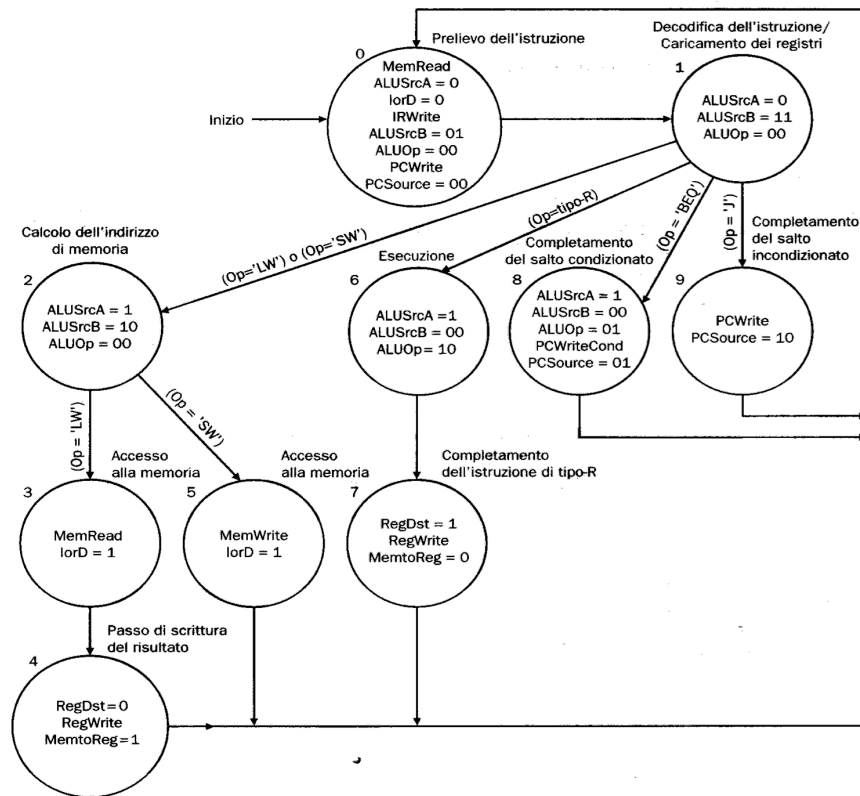 Prelievo dell'istruzione
0
MemRead
ALUSrcA = 0
IorD = 0
IRWrite
ALUSrcB = 01
ALUOp = 00
PCWrite
PCSource = 00
Inizio
Decodifica dell'istruzione/
Caricamento dei registri
1
ALUSrcA = 0
ALUSrcB = 11
ALUOp = 00
(Op='LW') o (Op='SW')
(Op=tipo-R)
(Op = 'BEQ')
(Op = 'J')
Calcolo dell'indirizzo
di memoria
2
ALUSrcA = 1
ALUSrcB = 10
ALUOp = 00
Esecuzione
6
ALUSrcA =1
ALUSrcB = 00
ALUOp= 10
Completamento
del salto condizionato
8
ALUSrcA = 1
ALUSrcB = 00
ALUOp = 01
PCWriteCond
PCSource = 01
Completamento
del salto
incondizionato
9
PCWrite
PCSource = 10
(Op = 'LW')
(Op = 'SW')
Accesso
alla memoria
3
MemRead
IorD = 1
Accesso
alla memoria
5
MemWrite
IorD = 1
Completamento
dell'istruzione di tipo-R
7
RegDst = 1
RegWrite
MemtoReg = 0
Passo di scrittura
del risultato
4
RegDst=0
RegWrite
MemtoReg=1